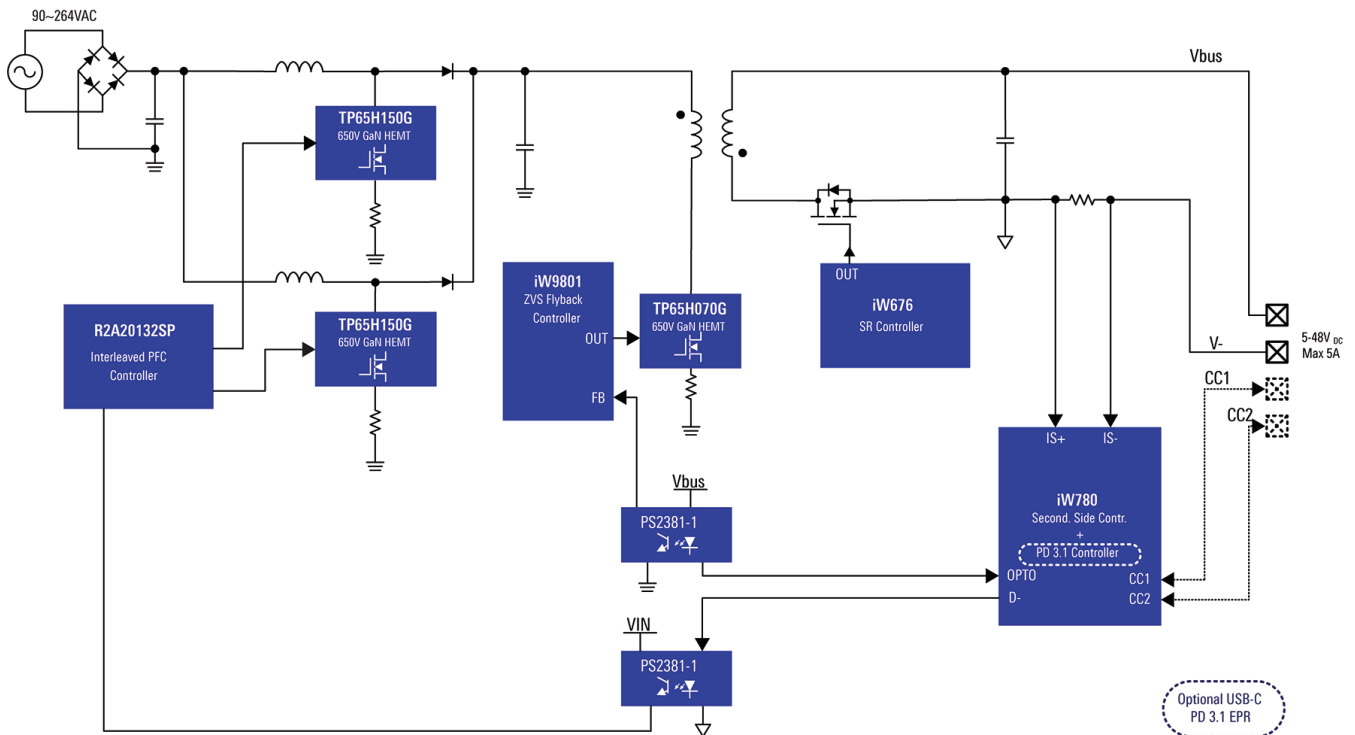 90~264VAC
Vbus
TP65H150G
650V GaN HEMT
TP65H150G
650V GaN HEMT
R2A20132SP
Interleaved PFC
Controller
iW9801
ZVS Flyback
Controller
OUT
FB
TP65H070G
650V GaN HEMT
OUT
iW676
SR Controller
V-
5-48V DC
Max 5A
CC1
CC2
IS+
IS-
iW780
Second. Side Contr.
+
PD 3.1 Controller
OPTO
D-
CC1
CC2
Vbus
PS2381-1
VIN
PS2381-1
Optional USB-C
PD 3.1 EPR